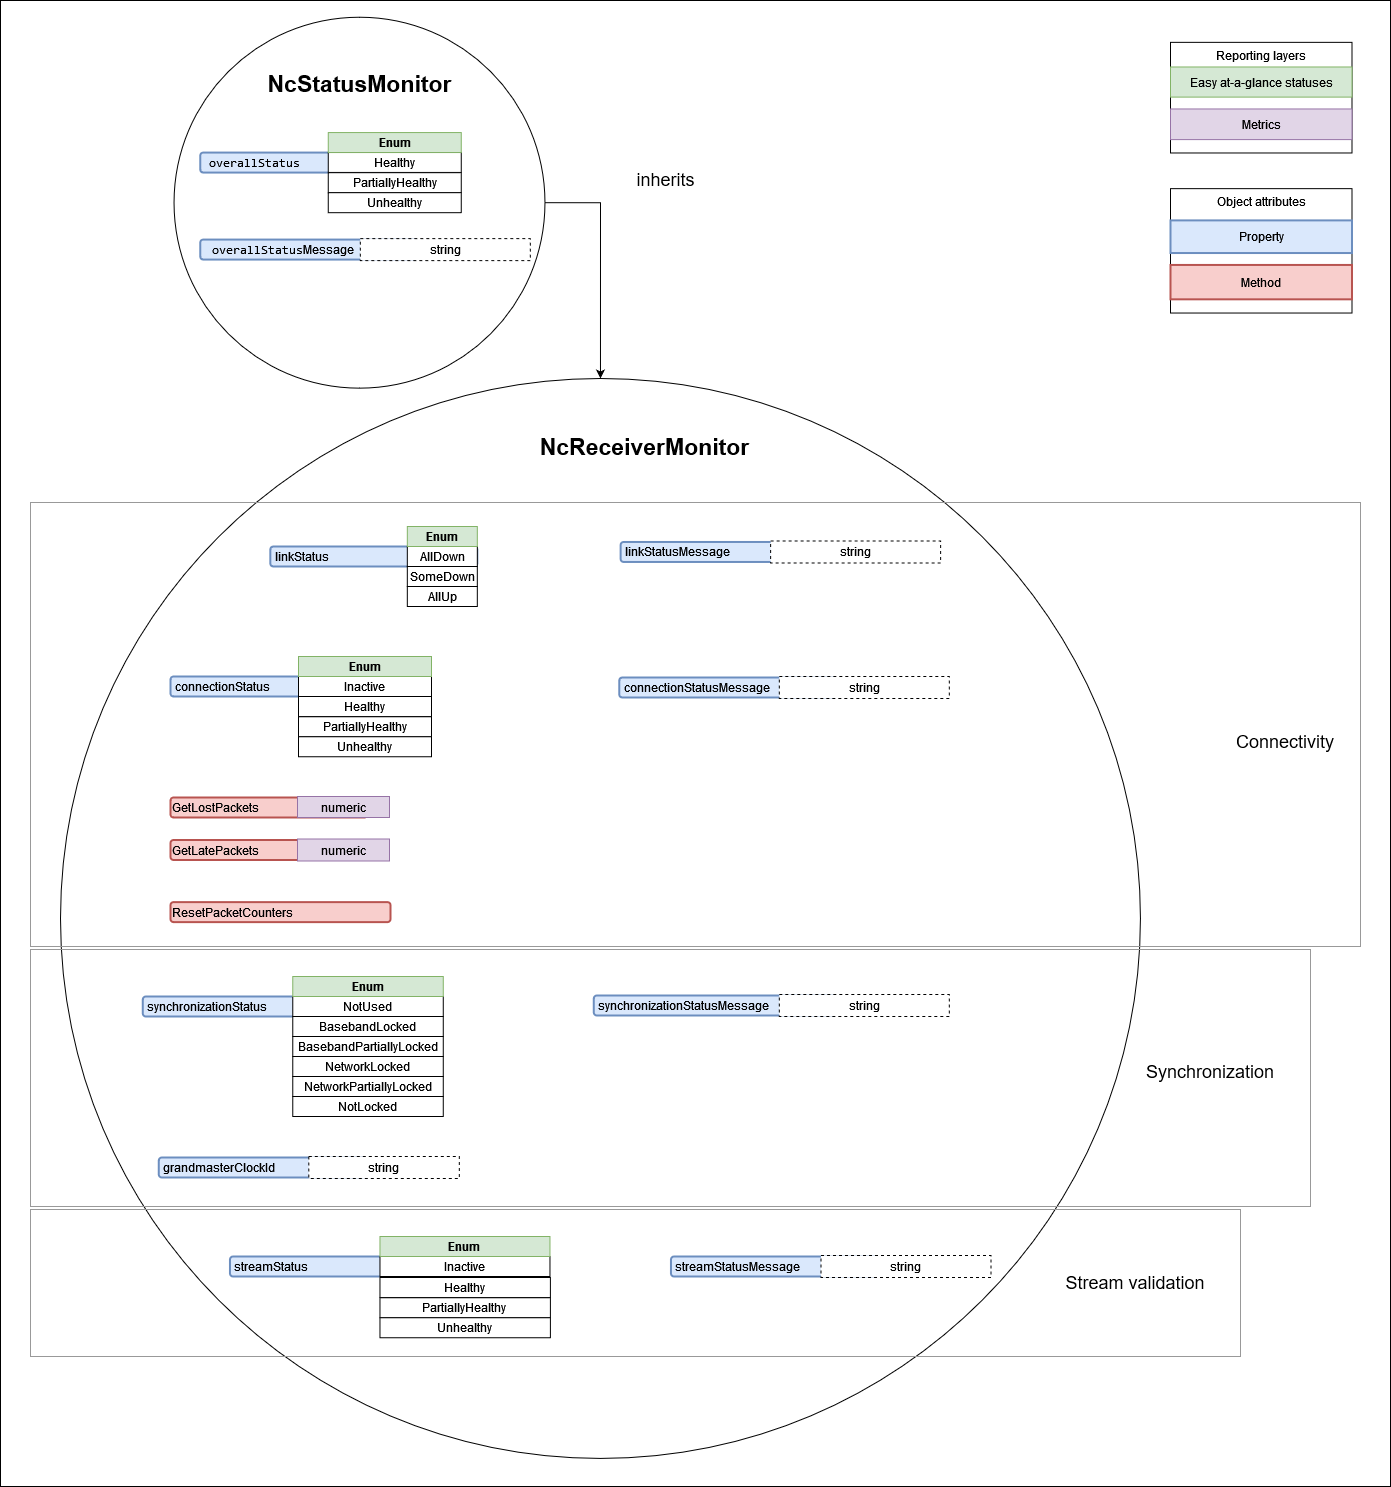 NcStatusMonitor
Enum
overallStatus
Healthy
PartiallyHealthy
Unhealthy
overallStatusMessage
string
inherits
Reporting layers
Easy at-a-glance statuses
Metrics
Object attributes
Property
Method
NcReceiverMonitor
Enum
linkStatus
AllDown
SomeDown
AllUp
linkStatusMessage
string
Enum
connectionStatus
Inactive
Healthy
PartiallyHealthy
Unhealthy
connectionStatusMessage
string
Connectivity
GetLostPackets
numeric
GetLatePackets
numeric
ResetPacketCounters
Enum
synchronizationStatus
NotUsed
BasebandLocked
BasebandPartiallyLocked
NetworkLocked
NetworkPartiallyLocked
NotLocked
synchronizationStatusMessage
string
Synchronization
grandmasterClockId
string
Enum
streamStatus
Inactive
Healthy
PartiallyHealthy
Unhealthy
streamStatusMessage
string
Stream validation